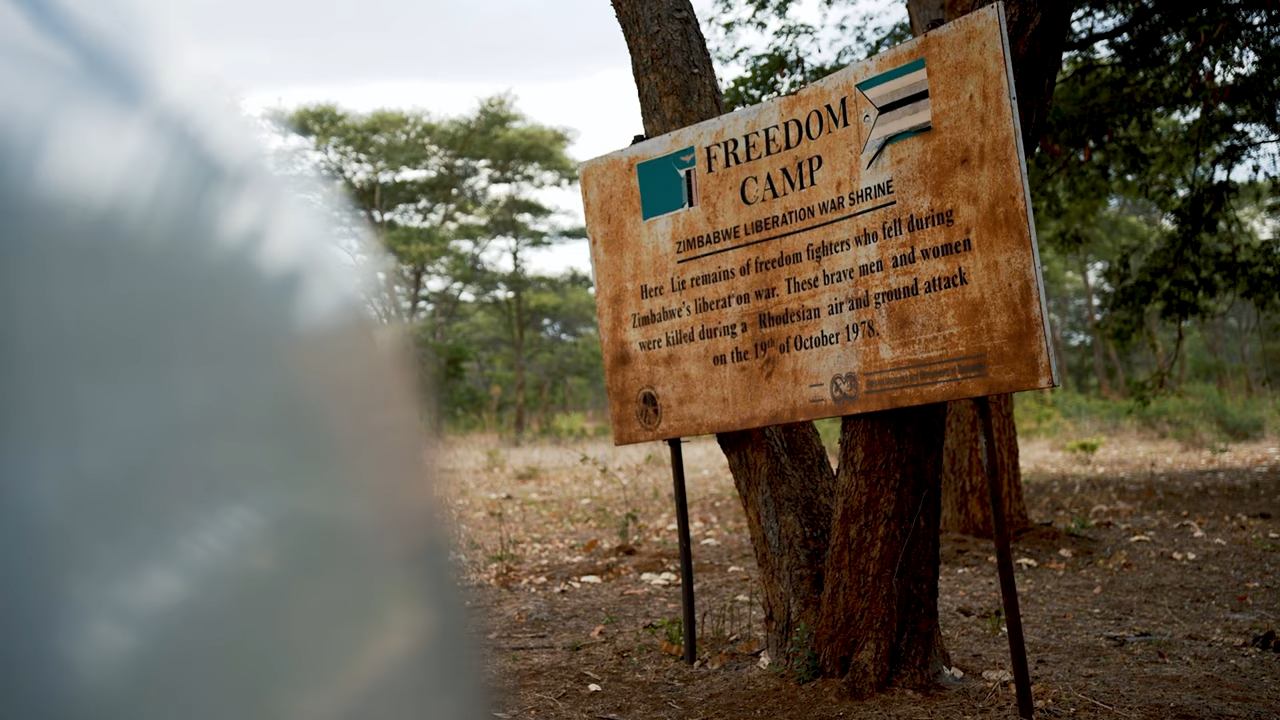 FREEDOM
CAMP
ZIMBABWE LIBERATION WAR SHRINE
Here Lie remains of freedom fighters who fell during
Zimbabwe's liberat on war. These brave men and women
were killed during a Rhodesian air and ground attack
on the 19th of October 1978.